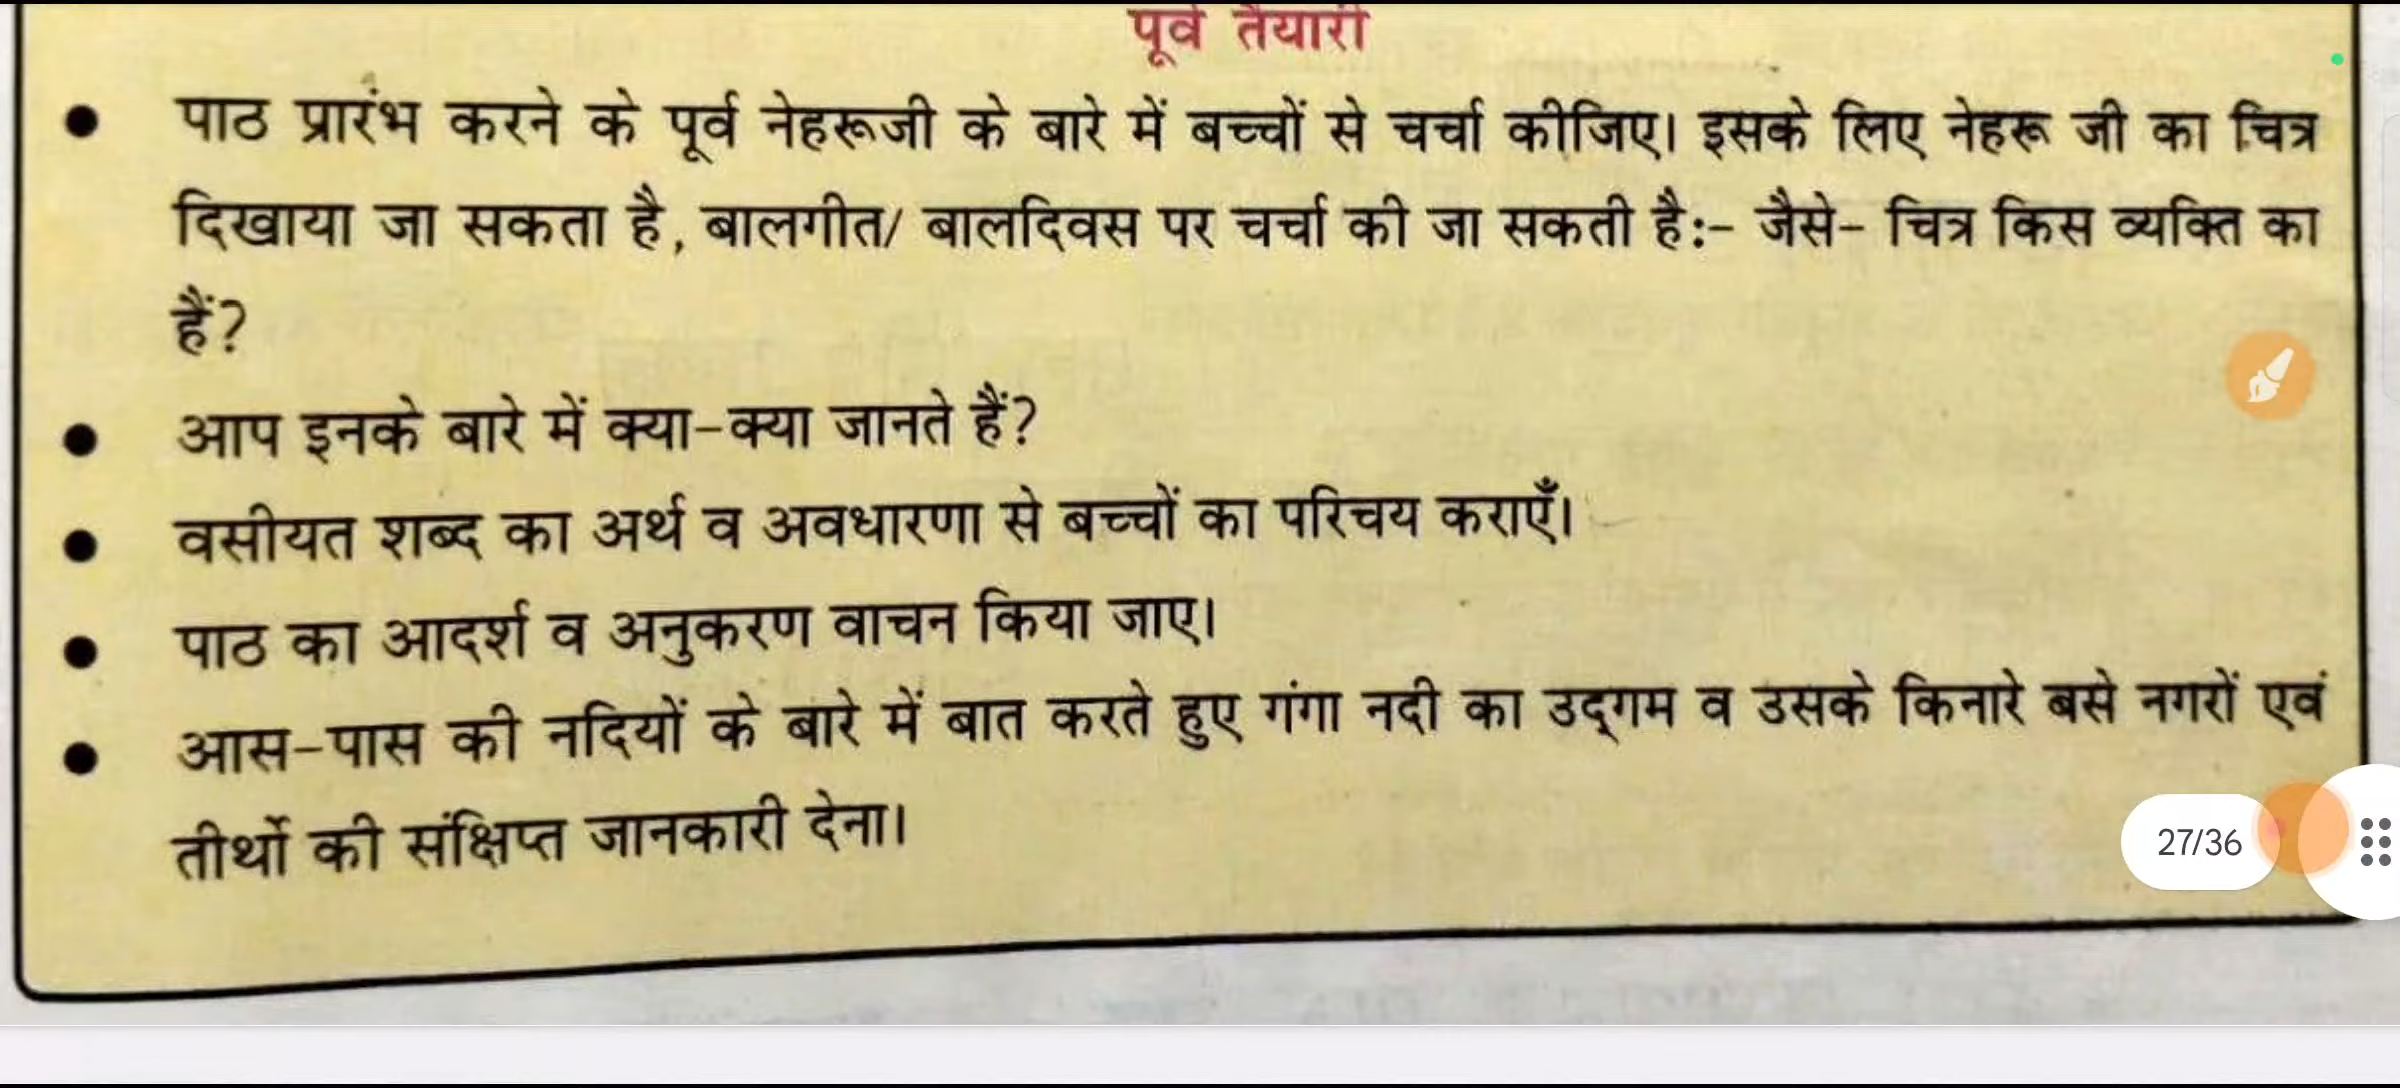 पूर्व तैयारी
● पाठ प्रारंभ करने के पूर्व नेहरूजी के बारे में बच्चों से चर्चा कीजिए। इसके लिए नेहरू जी का चित्र
दिखाया जा सकता है, बालगीत/ बालदिवस पर चर्चा की जा सकती है:- जैसे- चित्र किस व्यक्ति का
हैं?
● आप इनके बारे में क्या-क्या जानते हैं?
● वसीयत शब्द का अर्थ व अवधारणा से बच्चों का परिचय कराएँ।
● पाठ का आदर्श व अनुकरण वाचन किया जाए।
● आस-पास की नदियों के बारे में बात करते हुए गंगा नदी का उद्गम व उसके किनारे बसे नगरों एवं
तीर्थो की संक्षिप्त जानकारी देना।
27/36